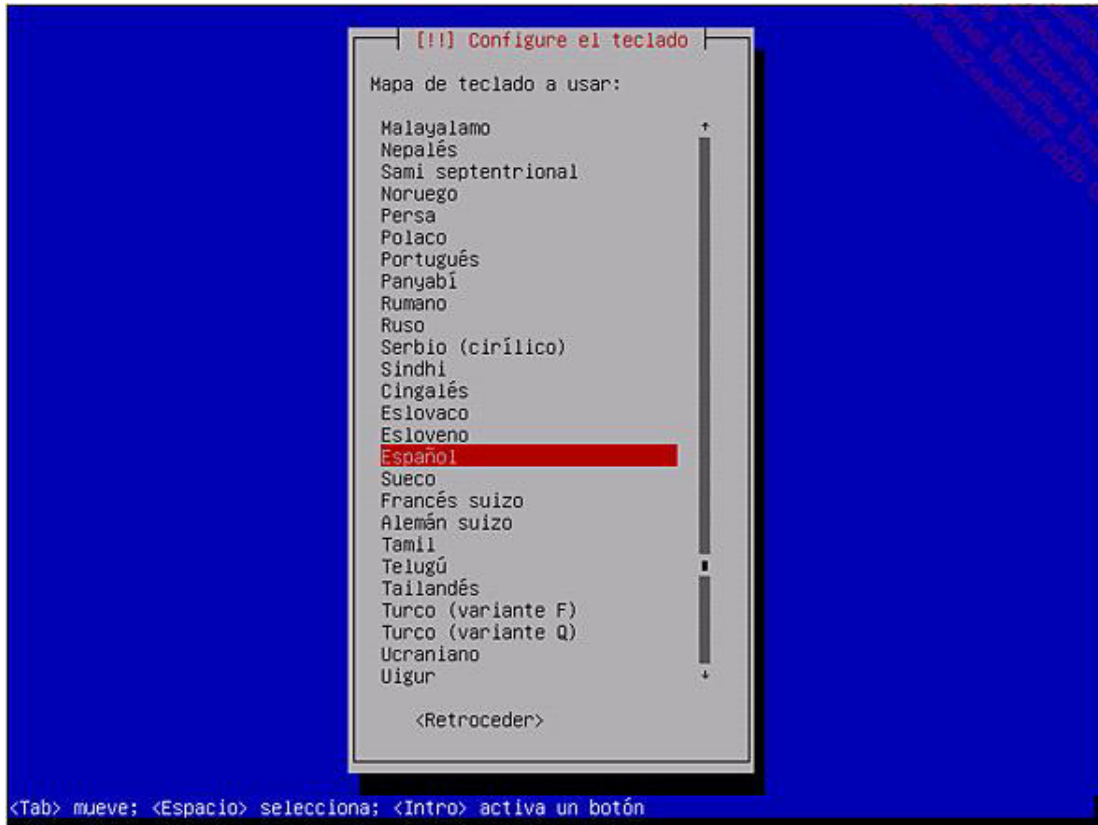 [!!] Configure el teclado
Mapa de teclado a usar:
Malayalamo
Nepalés
Sami septentrional
Noruego
Persa
Polaco
Portugués
Panyabí
Rumano
Ruso
Serbio (cirílico)
Sindhi
Cingalés
Eslovaco
Esloveno
Español
Sueco
Francés suizo
Alemán suizo
Tamil
Telugú
Tailandés
Turco (variante F)
Turco (variante Q)
Ucraniano
Uigur
<Retroceder>
<Tab> mueve; <Espacio> selecciona; <Intro> activa un botón